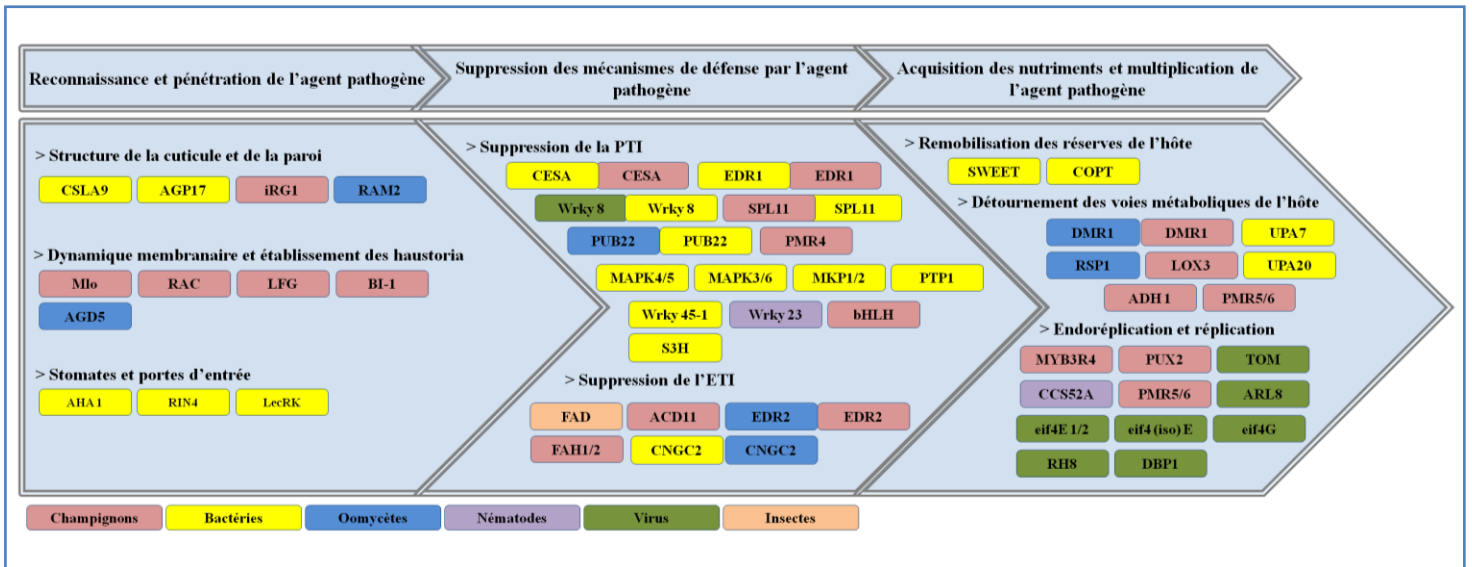 Reconnaissance et pénétration de l'agent pathogène
Suppression des mécanismes de défense par l'agent
pathogène
Acquisition des nutriments et multiplication de
l'agent pathogène
> Structure de la cuticule et de la paroi
CSLA9 AGP17 iRG1 RAM2
> Dynamique membranaire et établissement des haustoria
Mlo RAC LFG BI-1
AGD5
> Stomates et portes d'entrée
AHA1 RIN4 LecRK
> Suppression de la PTI
CESA CESA EDR1 EDR1
Wrky 8 Wrky 8 SPL11 SPL11
PUB22 PUB22 PMR4
MAPK4/5 MAPK3/6 MKP1/2 PTP1
Wrky 45-1 Wrky 23 bHLH
S3H
> Suppression de l'ETI
FAD ACD11 EDR2 EDR2
FAH1/2 CNGC2 CNGC2
> Remobilisation des réserves de l'hôte
SWEET COPT
> Détournement des voies métaboliques de l'hôte
DMR1 DMR1 UPA7
RSP1 LOX3 UPA20
ADH1 PMR5/6
> Endoréplication et réplication
MYB3R4 PUX2 TOM
CCS52A PMR5/6 ARL8
eif4E 1/2 eif4 (iso) E eif4G
RH8 DBP1
Champignons Bactéries Oomycètes Nématodes Virus Insectes